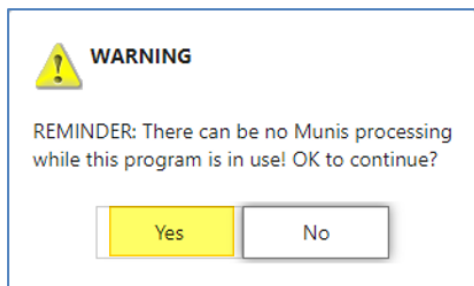 WARNING
REMINDER: There can be no Munis processing
while this program is in use! OK to continue?
Yes
No